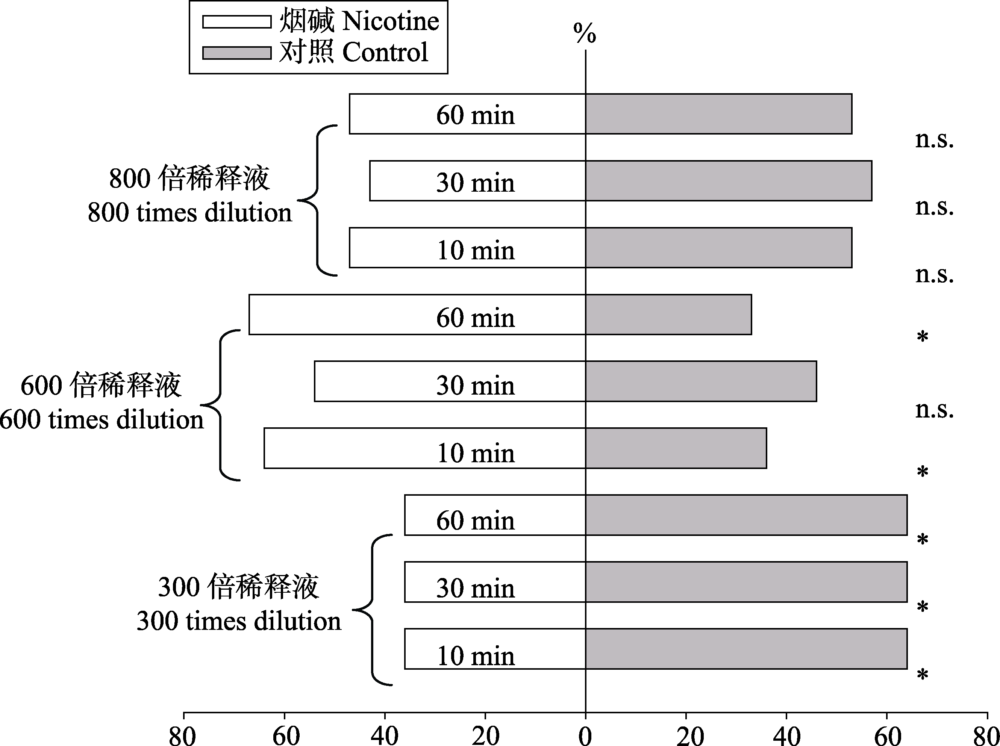 烟碱 Nicotine
对照 Control
%
60 min
n.s.
800 倍稀释液
800 times dilution
30 min
n.s.
10 min
n.s.
60 min
*
600 倍稀释液
600 times dilution
30 min
n.s.
10 min
*
60 min
*
300 倍稀释液
300 times dilution
30 min
*
10 min
*
80 60 40 20 0 20 40 60 80